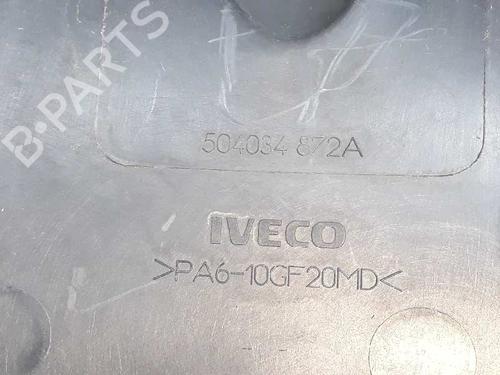 B-PARTS
504034 872A
IVECO
>PA6-10GF20MD<